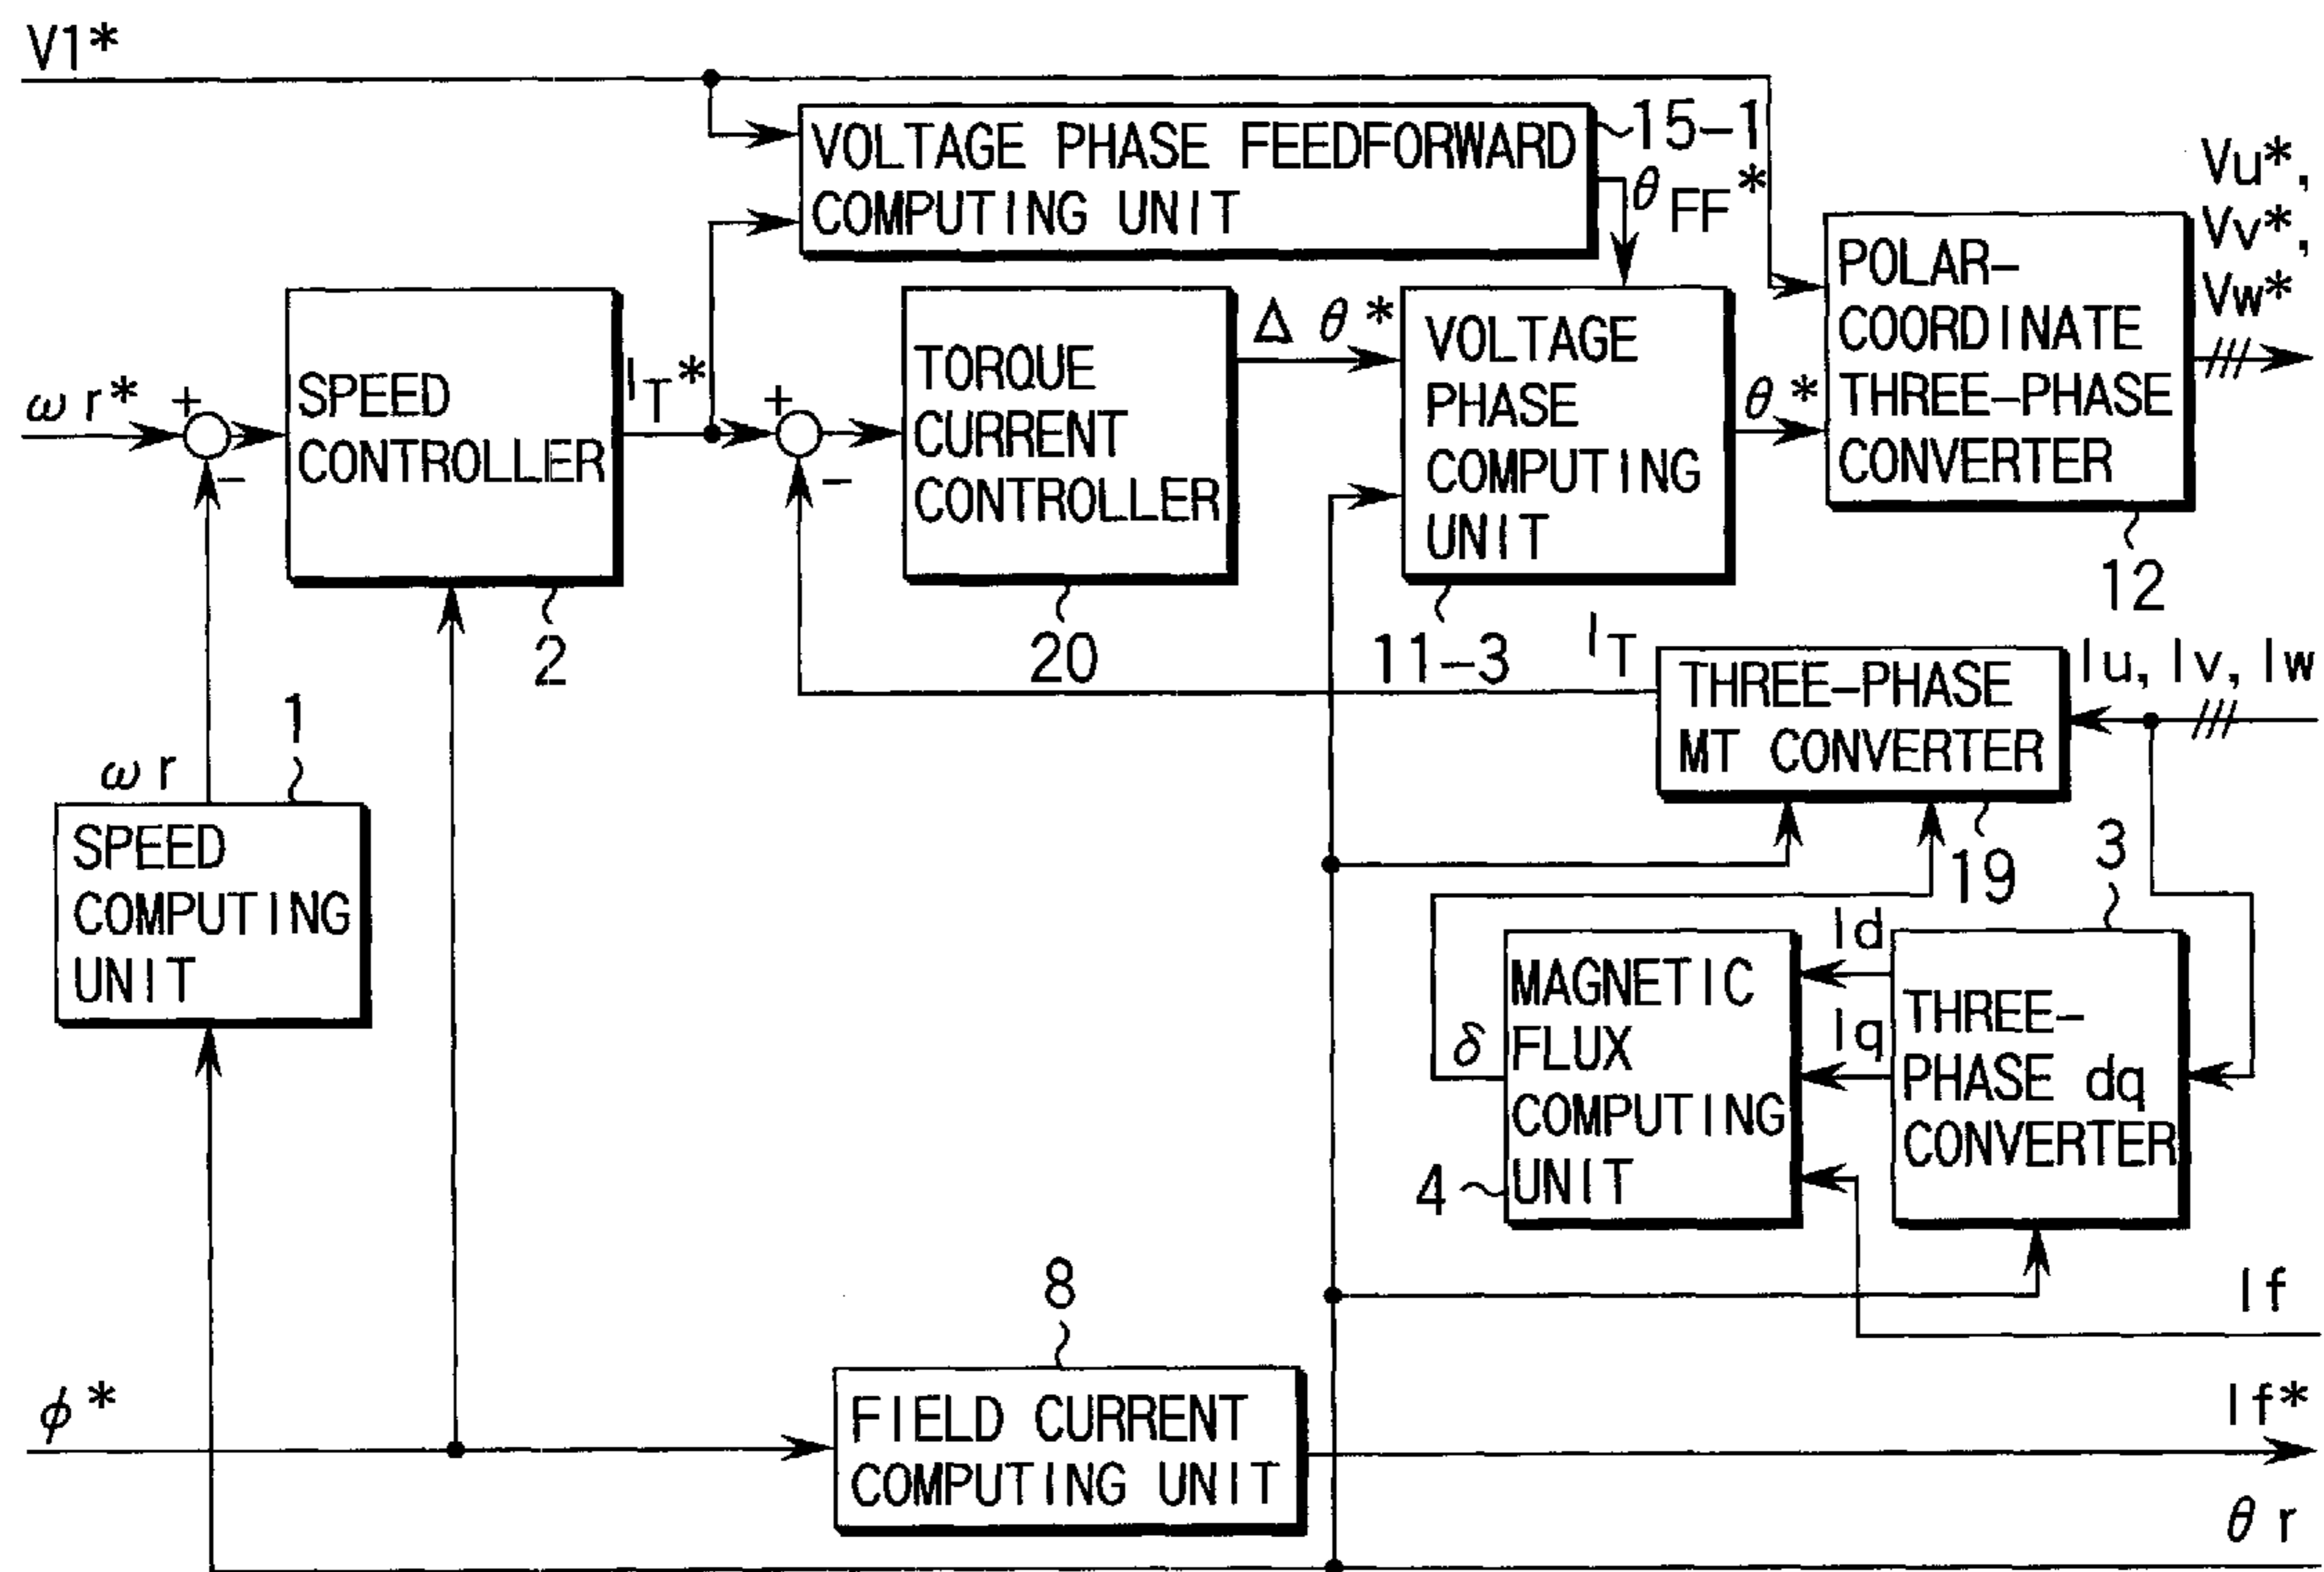 V1*
VOLTAGE PHASE FEEDFORWARD
COMPUTING UNIT
15-1
θFF*
Vu*,
Vv*,
Vw*
POLAR-
COORDINATE
THREE-PHASE
CONVERTER
12
ωr*
+
-
SPEED
CONTROLLER
2
IT*
+
-
TORQUE
CURRENT
CONTROLLER
20
Δθ*
VOLTAGE
PHASE
COMPUTING
UNIT
11-3
θ*
IT
THREE-PHASE
MT CONVERTER
19
Iu, Iv, Iw
ωr
1
SPEED
COMPUTING
UNIT
δ
MAGNETIC
FLUX
COMPUTING
UNIT
4
Id
Iq
3
THREE-
PHASE dq
CONVERTER
If
8
φ*
FIELD CURRENT
COMPUTING UNIT
If*
θr